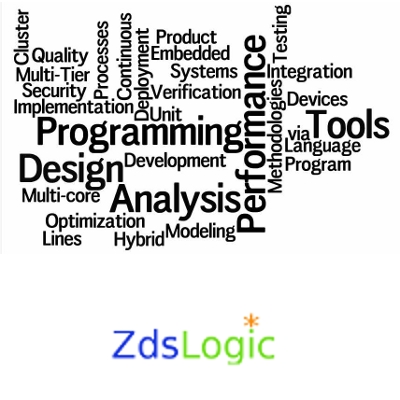 Cluster
Quality
Multi-Tier
Security
Implementation
Processes
Continuous
Deployment
Product
Embedded
Systems
Verification
Unit
Programming
Performance
Testing
Integration
Methodologies
Devices
via
Tools
Language
Program
Design
Development
Multi-core
Analysis
Optimization
Lines
Hybrid
Modeling
ZdsLogic*